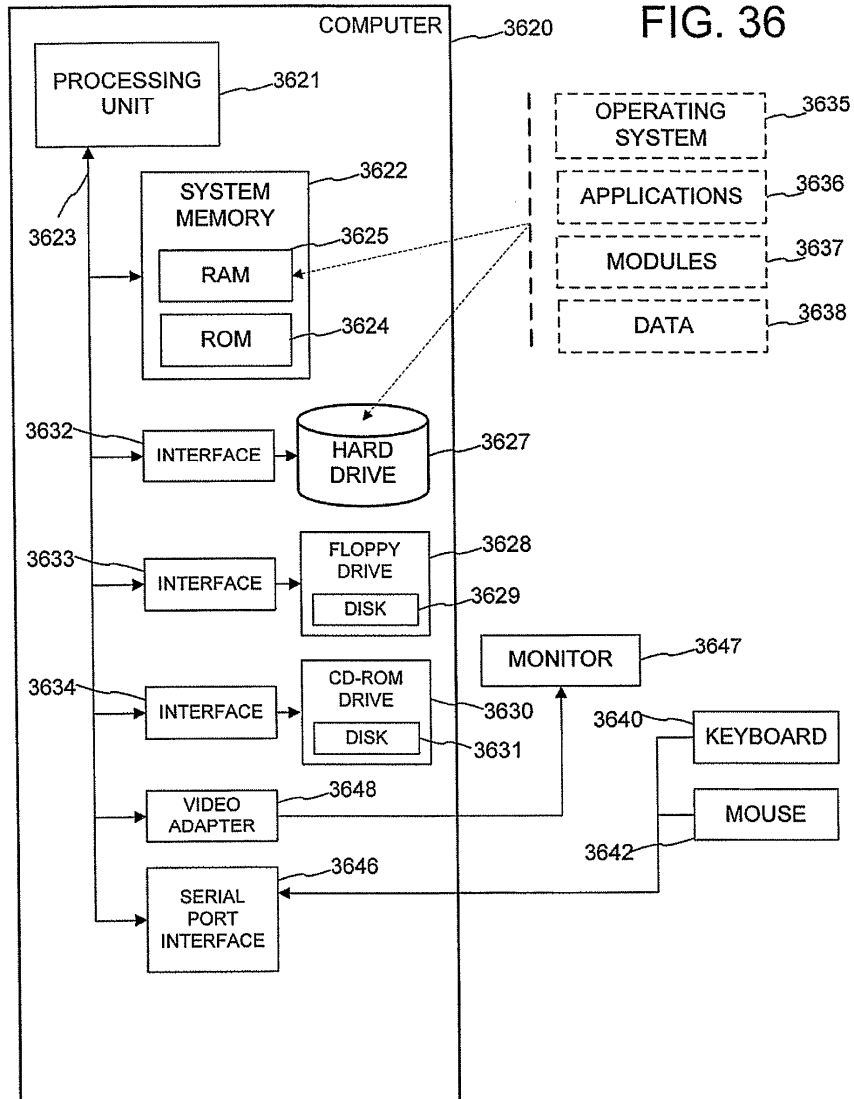 COMPUTER
3620
FIG. 36
PROCESSING
UNIT
3621
3623
SYSTEM
MEMORY
3622
RAM
3625
ROM
3624
OPERATING
SYSTEM
3635
APPLICATIONS
3636
MODULES
3637
DATA
3638
3632
INTERFACE
HARD
DRIVE
3627
3633
INTERFACE
FLOPPY
DRIVE
3628
DISK
3629
3634
INTERFACE
CD-ROM
DRIVE
3630
DISK
3631
MONITOR
3647
3640
KEYBOARD
MOUSE
3642
VIDEO
ADAPTER
3648
SERIAL
PORT
INTERFACE
3646